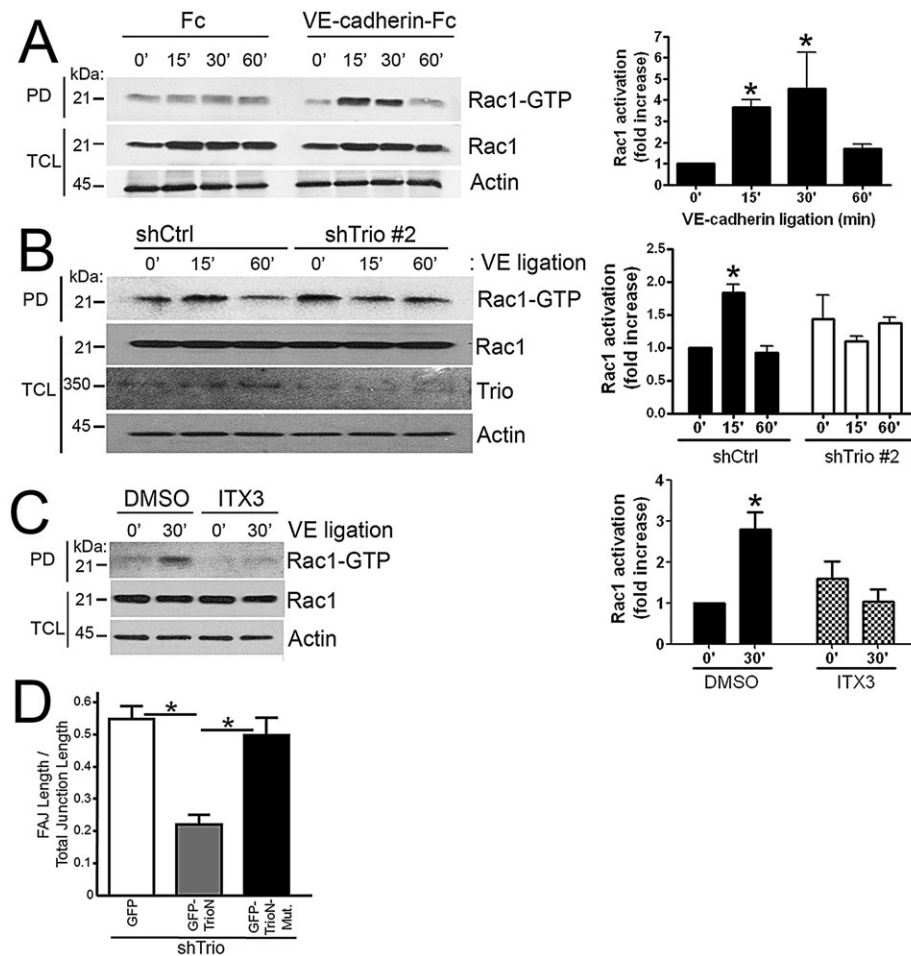 A
Fc VE-cadherin-Fc
kDa: 0' 15' 30' 60' 0' 15' 30' 60'
PD 21 Rac1-GTP
TCL 21 Rac1
45 Actin
Rac1 activation
(fold increase)
7
6
5
4
3
2
1
0
* *
0' 15' 30' 60'
VE-cadherin ligation (min)
B
shCtrl shTrio #2
kDa: 0' 15' 60' 0' 15' 60' : VE ligation
PD 21 Rac1-GTP
21 Rac1
TCL 350 Trio
45 Actin
Rac1 activation
(fold increase)
2.5
2.0
1.5
1.0
0.5
0.0
*
0' 15' 60' 0' 15' 60'
shCtrl shTrio #2
C
DMSO ITX3
kDa: 0' 30' 0' 30' VE ligation
PD 21 Rac1-GTP
TCL 21 Rac1
45 Actin
Rac1 activation
(fold increase)
4
3
2
1
0
*
0' 30' 0' 30'
DMSO ITX3
D
FAJ Length /
Total Junction Length
0.6
0.5
0.2
0.3
0.2
0.1
0
* *
GFP
GFP-
TrioN
GFP-
TrioN-
Mut.
shTrio